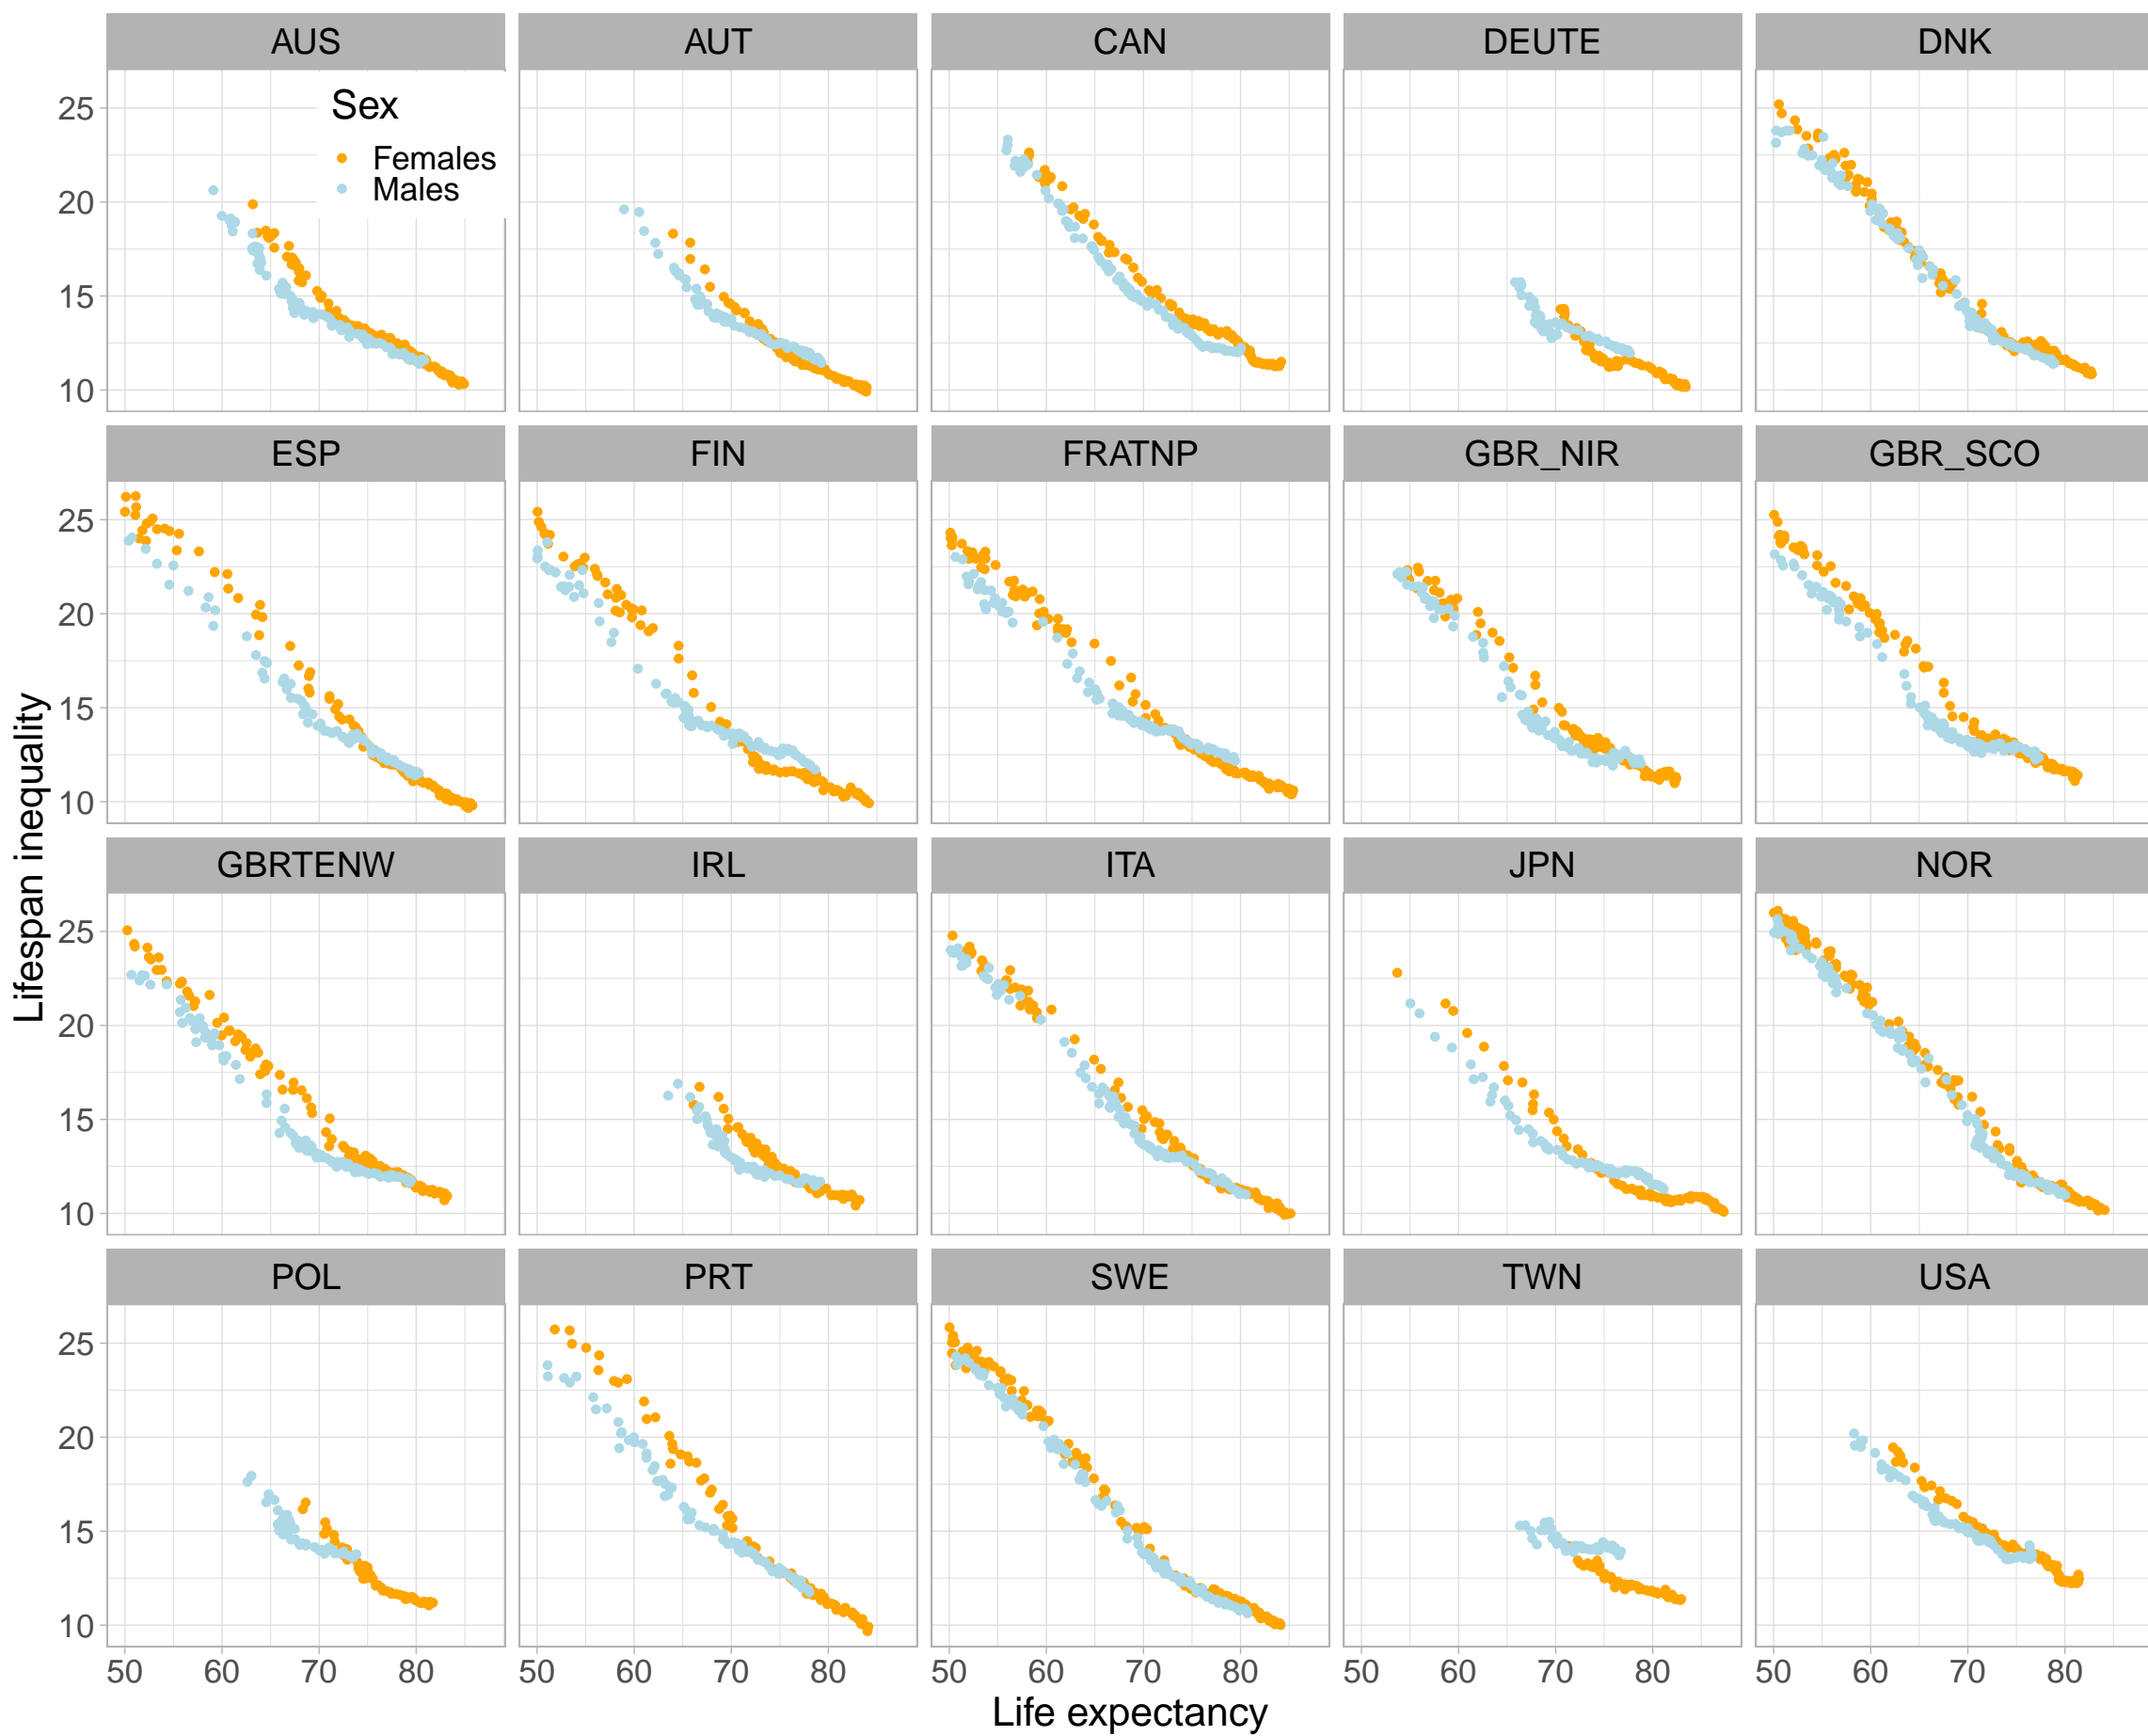 AUS AUT CAN DEUTE DNK
Sex
Females
Males
25
20
15
10
ESP FIN FRATNP GBR_NIR GBR_SCO
25
20
15
10
Lifespan inequality
GBRTENW IRL ITA JPN NOR
25
20
15
10
POL PRT SWE TWN USA
25
20
15
10
50 60 70 80 50 60 70 80 50 60 70 80 50 60 70 80 50 60 70 80
Life expectancy